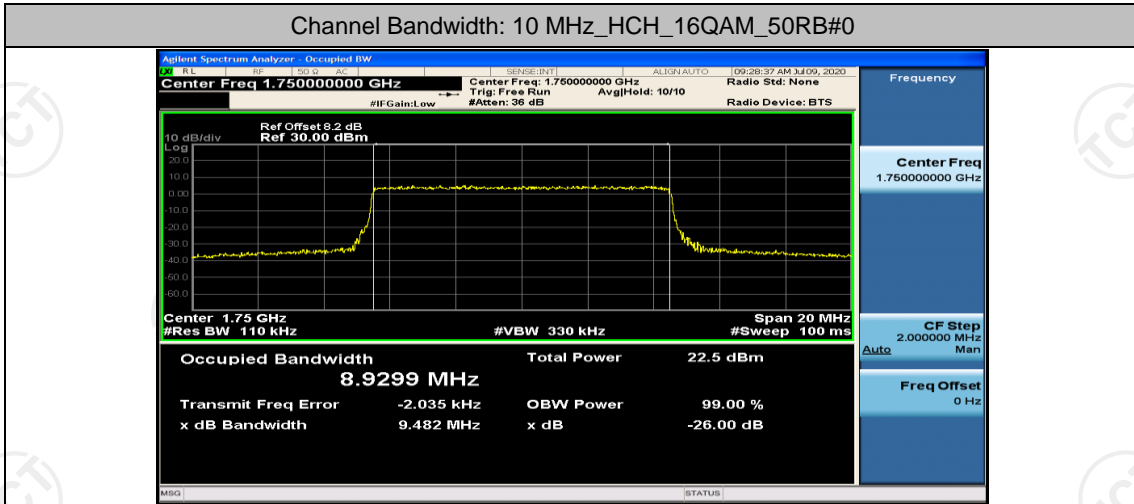 Channel Bandwidth: 10 MHz_HCH_16QAM_50RB#0
Agilent Spectrum Analyzer - Occupied BW
LXI RL RF 50 Ω AC SENSE:INT ALIGN AUTO 09:28:37 AM Jul 09, 2020
Center Freq 1.750000000 GHz
Center Freq: 1.750000000 GHz Radio Std: None
Trig: Free Run Avg|Hold: 10/10
#IFGain:Low #Atten: 36 dB Radio Device: BTS
Ref Offset 8.2 dB
10 dB/div Ref 30.00 dBm
Log
20.0
10.0
0.00
-10.0
-20.0
-30.0
-40.0
-50.0
-60.0
Center 1.75 GHz Span 20 MHz
#Res BW 110 kHz #VBW 330 kHz #Sweep 100 ms
Occupied Bandwidth Total Power 22.5 dBm
8.9299 MHz
Transmit Freq Error -2.035 kHz OBW Power 99.00 %
x dB Bandwidth 9.482 MHz x dB -26.00 dB
MSG STATUS
Frequency
Center Freq
1.750000000 GHz
CF Step
2.000000 MHz
Auto Man
Freq Offset
0 Hz
TCT
TCT